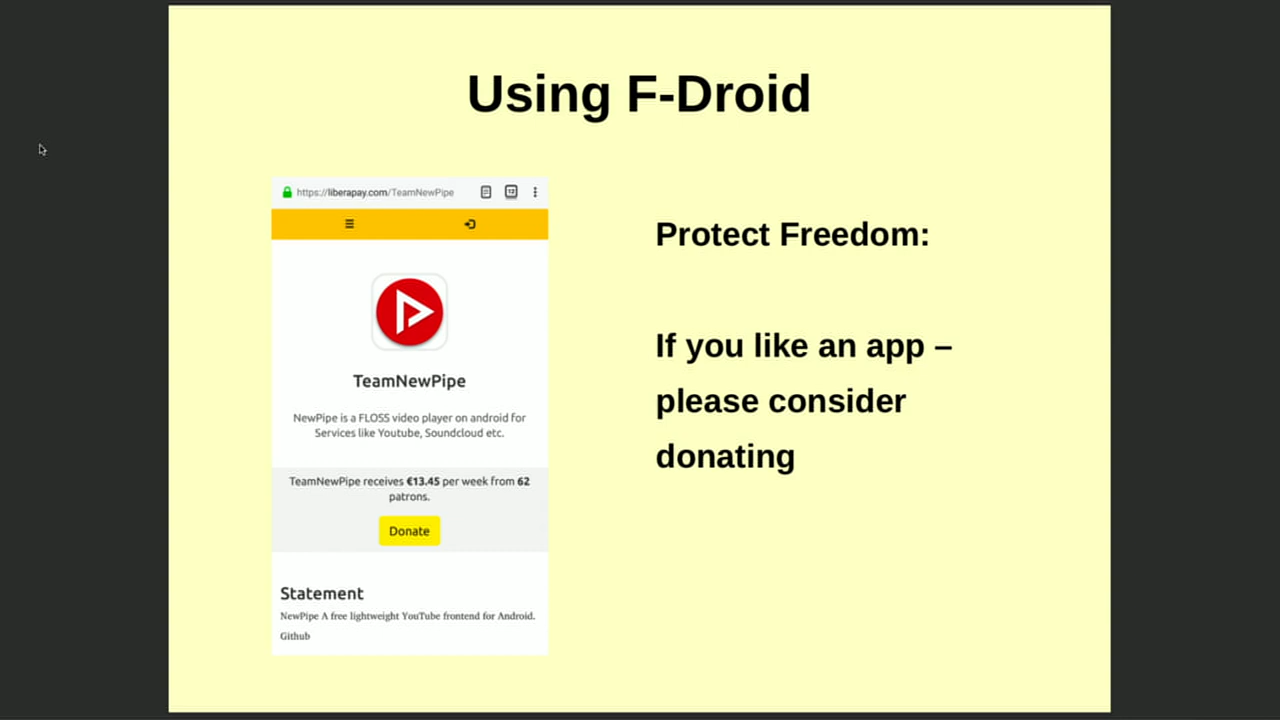 Using F-Droid
https://liberapay.com/TeamNewPipe
12
TeamNewPipe
NewPipe is a FLOSS video player on android for
Services like Youtube, Soundcloud etc.
TeamNewPipe receives €13.45 per week from 62
patrons.
Donate
Statement
NewPipe A free lightweight YouTube frontend for Android.
Github
Protect Freedom:
If you like an app –
please consider
donating